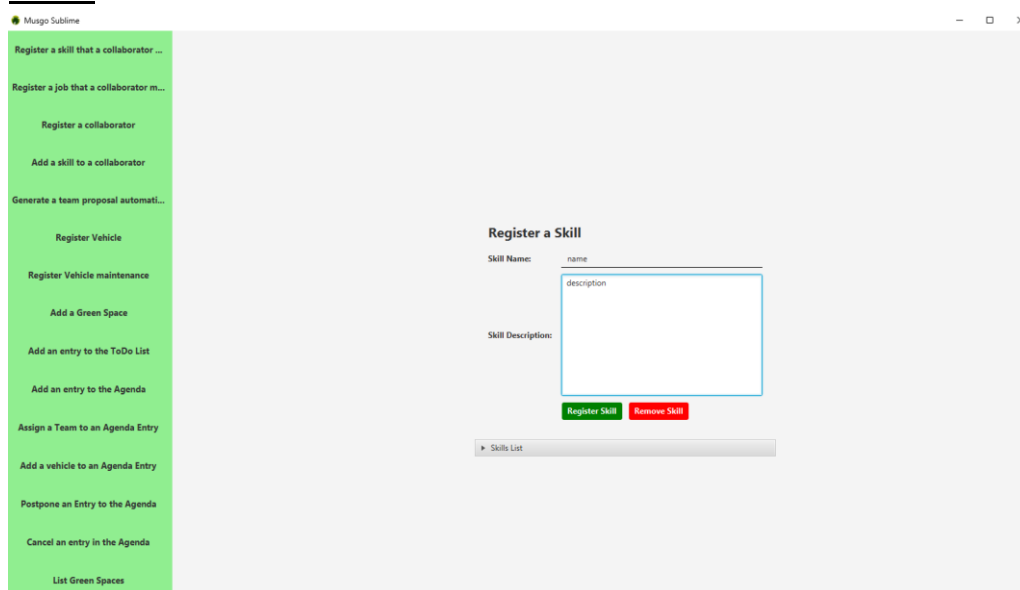 Musgo Sublime
Register a skill that a collaborator ...
Register a job that a collaborator m...
Register a collaborator
Add a skill to a collaborator
Generate a team proposal automati...
Register Vehicle
Register Vehicle maintenance
Add a Green Space
Add an entry to the ToDo List
Add an entry to the Agenda
Assign a Team to an Agenda Entry
Add a vehicle to an Agenda Entry
Postpone an Entry to the Agenda
Cancel an entry in the Agenda
List Green Spaces
Register a Skill
Skill Name: name
description
Skill Description:
Register Skill Remove Skill
Skills List